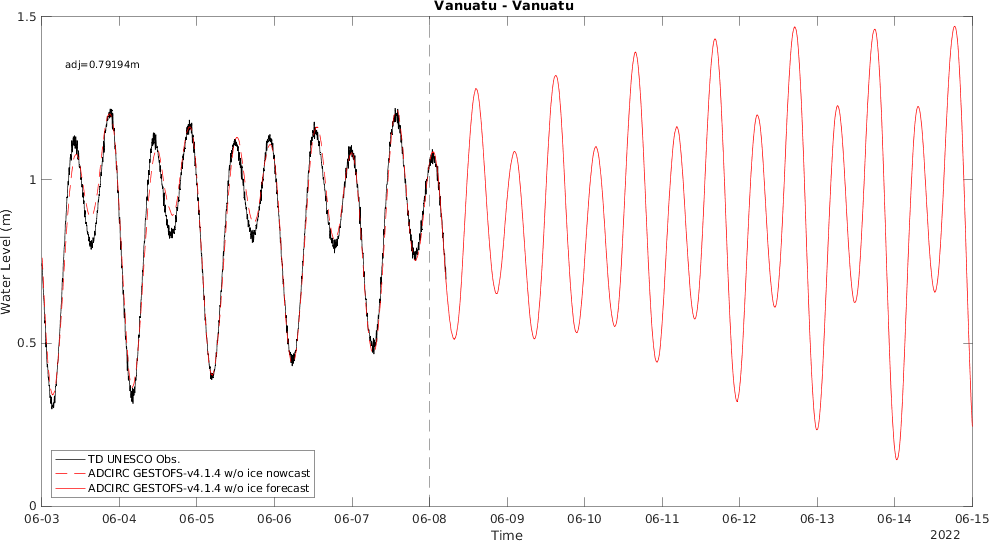 Vanuatu - Vanuatu
adj=0.79194m
1.5
1
0.5
0
Water Level (m)
TD UNESCO Obs.
ADCIRC GESTOFS-v4.1.4 w/o ice nowcast
ADCIRC GESTOFS-v4.1.4 w/o ice forecast
06-03 06-04 06-05 06-06 06-07 06-08 06-09 06-10 06-11 06-12 06-13 06-14 06-15
Time
2022